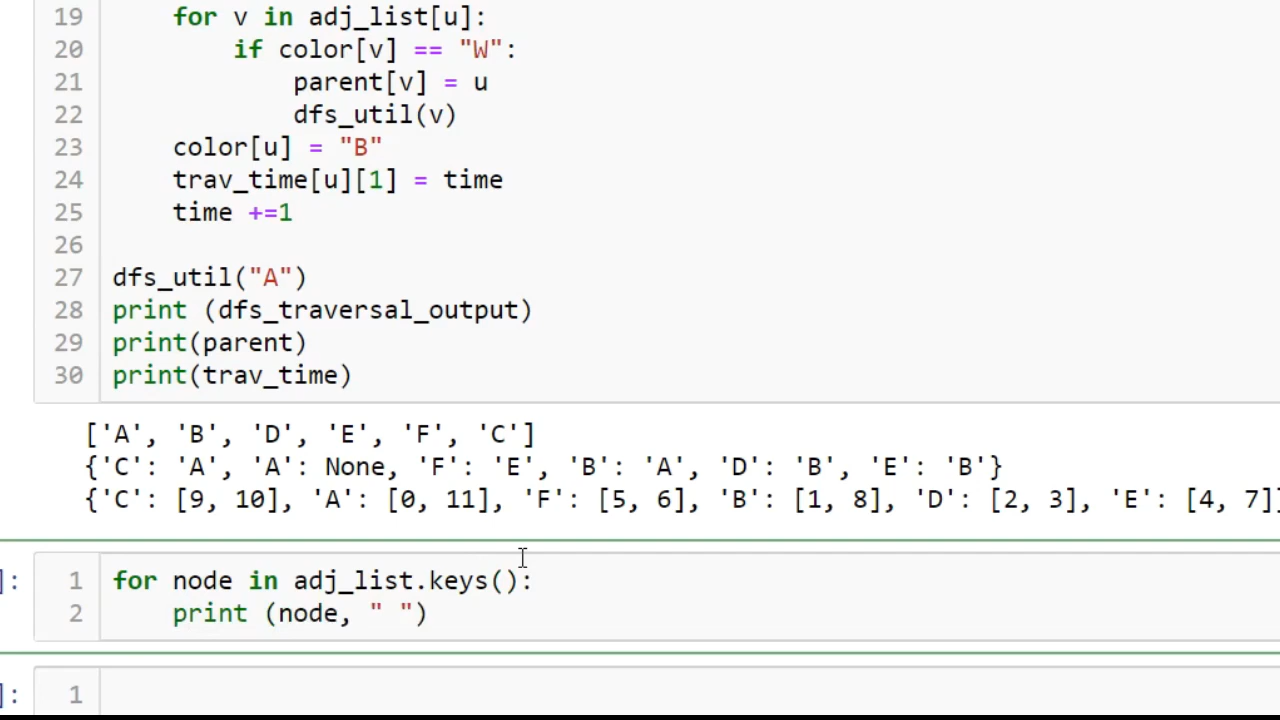 19 for v in adj_list[u]:
20 if color[v] == "W":
21 parent[v] = u
22 dfs_util(v)
23 color[u] = "B"
24 trav_time[u][1] = time
25 time +=1
26
27 dfs_util("A")
28 print (dfs_traversal_output)
29 print(parent)
30 print(trav_time)
['A', 'B', 'D', 'E', 'F', 'C']
{'C': 'A', 'A': None, 'F': 'E', 'B': 'A', 'D': 'B', 'E': 'B'}
{'C': [9, 10], 'A': [0, 11], 'F': [5, 6], 'B': [1, 8], 'D': [2, 3], 'E': [4, 7]}
]: 1 for node in adj_list.keys():
2 print (node, " ")
]: 1